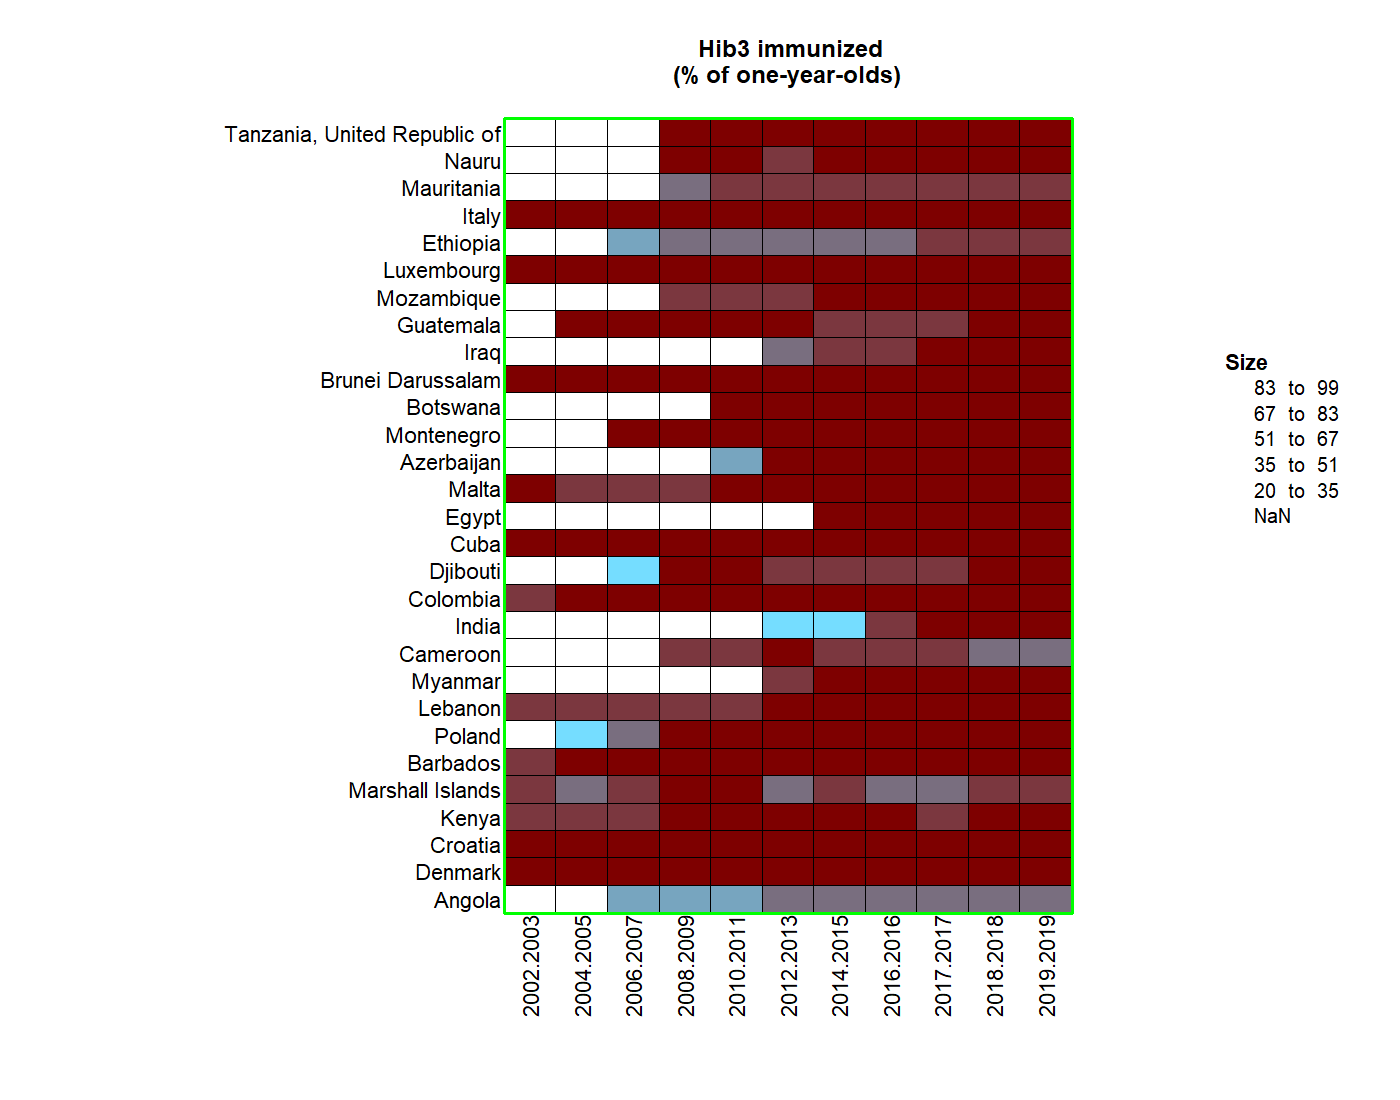 Hib3 immunized
(% of one-year-olds)
Tanzania, United Republic of
Nauru
Mauritania
Italy
Ethiopia
Luxembourg
Mozambique
Guatemala
Iraq
Brunei Darussalam
Botswana
Montenegro
Azerbaijan
Malta
Egypt
Cuba
Djibouti
Colombia
India
Cameroon
Myanmar
Lebanon
Poland
Barbados
Marshall Islands
Kenya
Croatia
Denmark
Angola
2002.2003
2004.2005
2006.2007
2008.2009
2010.2011
2012.2013
2014.2015
2016.2016
2017.2017
2018.2018
2019.2019
Size
83 to 99
67 to 83
51 to 67
35 to 51
20 to 35
NaN